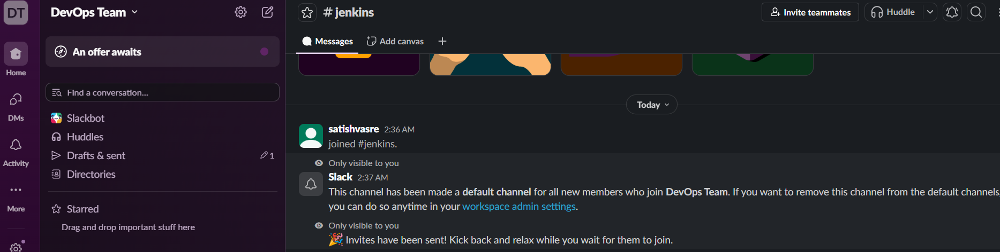 DT
DevOps Team
An offer awaits
Home
Find a conversation...
DMs
Slackbot
Huddles
Activity
Drafts & sent 1
Directories
More
Starred
Drag and drop important stuff here
# jenkins
Invite teammates
Huddle
Messages
Add canvas
Today
satishvasre 2:36 AM
joined #jenkins.
Only visible to you
Slack 2:37 AM
This channel has been made a default channel for all new members who join DevOps Team. If you want to remove this channel from the default channels,
you can do so anytime in your workspace admin settings.
Only visible to you
🎉 Invites have been sent! Kick back and relax while you wait for them to join.